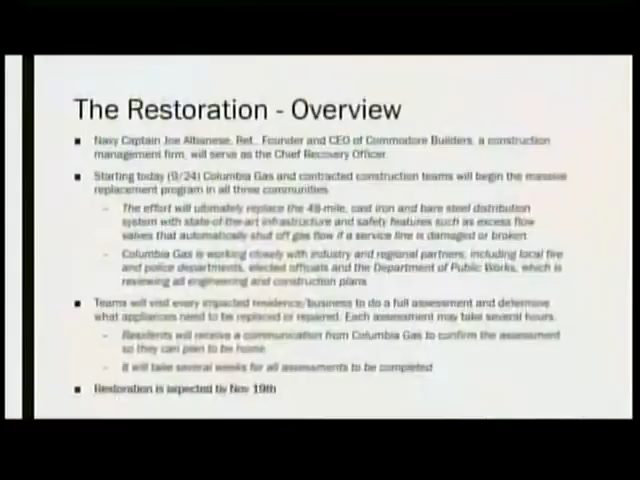 The Restoration - Overview
■ Navy Captain Joe Albanese, Ret., Founder and CEO of Commodore Builders, a construction
management firm, will serve as the Chief Recovery Officer.
■ Starting today (9/24) Columbia Gas and contracted construction teams will begin the massive
replacement program in all three communities
– The effort will ultimately replace the 48-mile, cast iron and bare steel distribution
system with state-of-the-art infrastructure and safety features such as excess flow
valves that automatically shut off gas flow if a service line is damaged or broken
– Columbia Gas is working closely with industry and regional partners, including local fire
and police departments, elected officials and the Department of Public Works, which is
reviewing all engineering and construction plans
■ Teams will visit every impacted residence/business to do a full assessment and determine
what appliances need to be replaced or repaired. Each assessment may take several hours.
– Residents will receive a communication from Columbia Gas to confirm the assessment
so they can plan to be home
– It will take several weeks for all assessments to be completed
■ Restoration is expected by Nov 19th